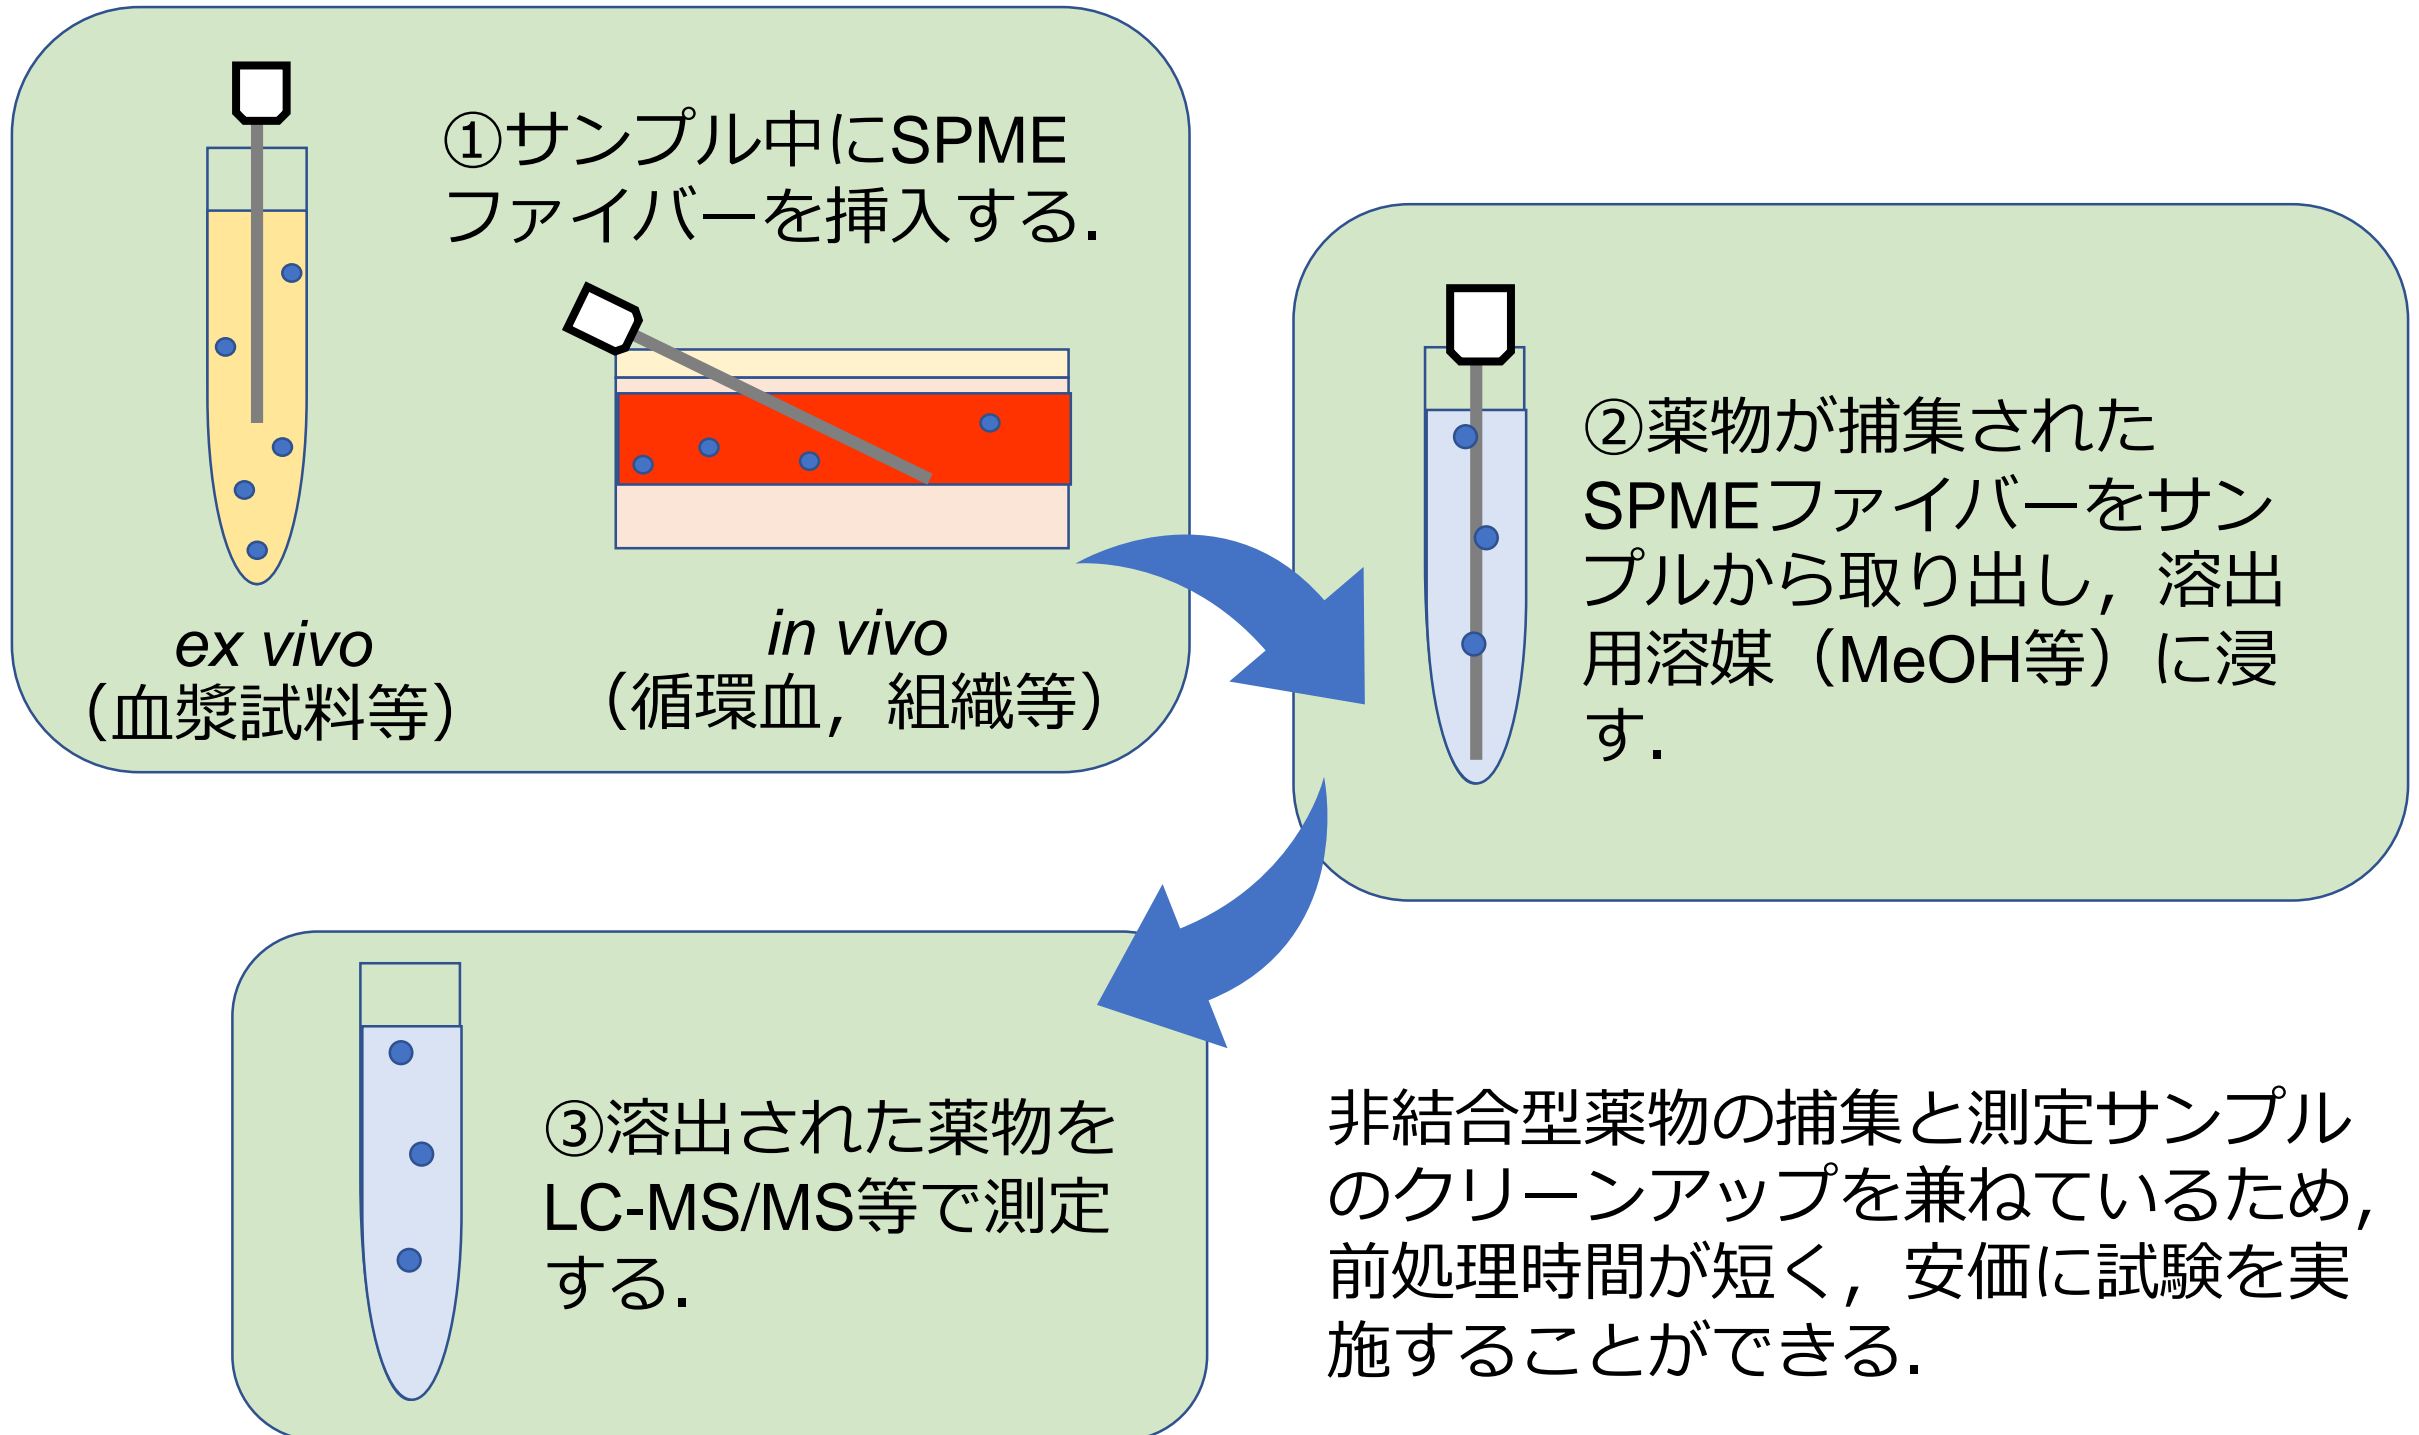 ①サンプル中にSPME
ファイバーを挿入する.
ex vivo
（血漿試料等）
in vivo
（循環血，組織等）
②薬物が捕集された
SPMEファイバーをサン
プルから取り出し，溶出
用溶媒（MeOH等）に浸
す.
③溶出された薬物を
LC-MS/MS等で測定
する.
非結合型薬物の捕集と測定サンプル
のクリーンアップを兼ねているため，
前処理時間が短く，安価に試験を実
施することができる.